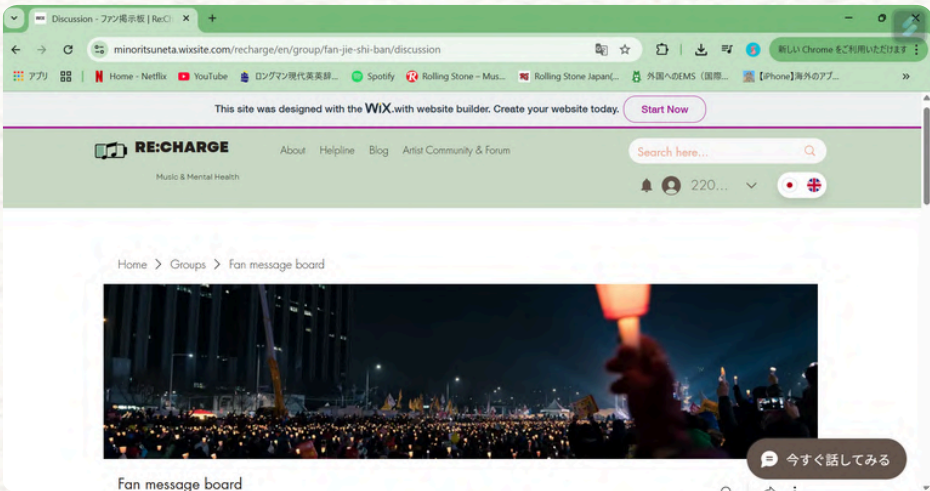 Discussion - ファン掲示板 | Re:C
minoritsuneta.wixsite.com/recharge/en/group/fan-jie-shi-ban/discussion
新しい Chrome をご利用いただけます
アプリ
Home - Netflix
YouTube
ロングマン現代英英辞...
Spotify
Rolling Stone – Mus...
Rolling Stone Japan(...
外国へのEMS（国際...
【iPhone】海外のアプ...
This site was designed with the WiX.com website builder. Create your website today.
Start Now
RE:CHARGE
About
Helpline
Blog
Artist Community & Forum
Search here...
Music & Mental Health
220...
Home > Groups > Fan message board
今すぐ話してみる
Fan message board